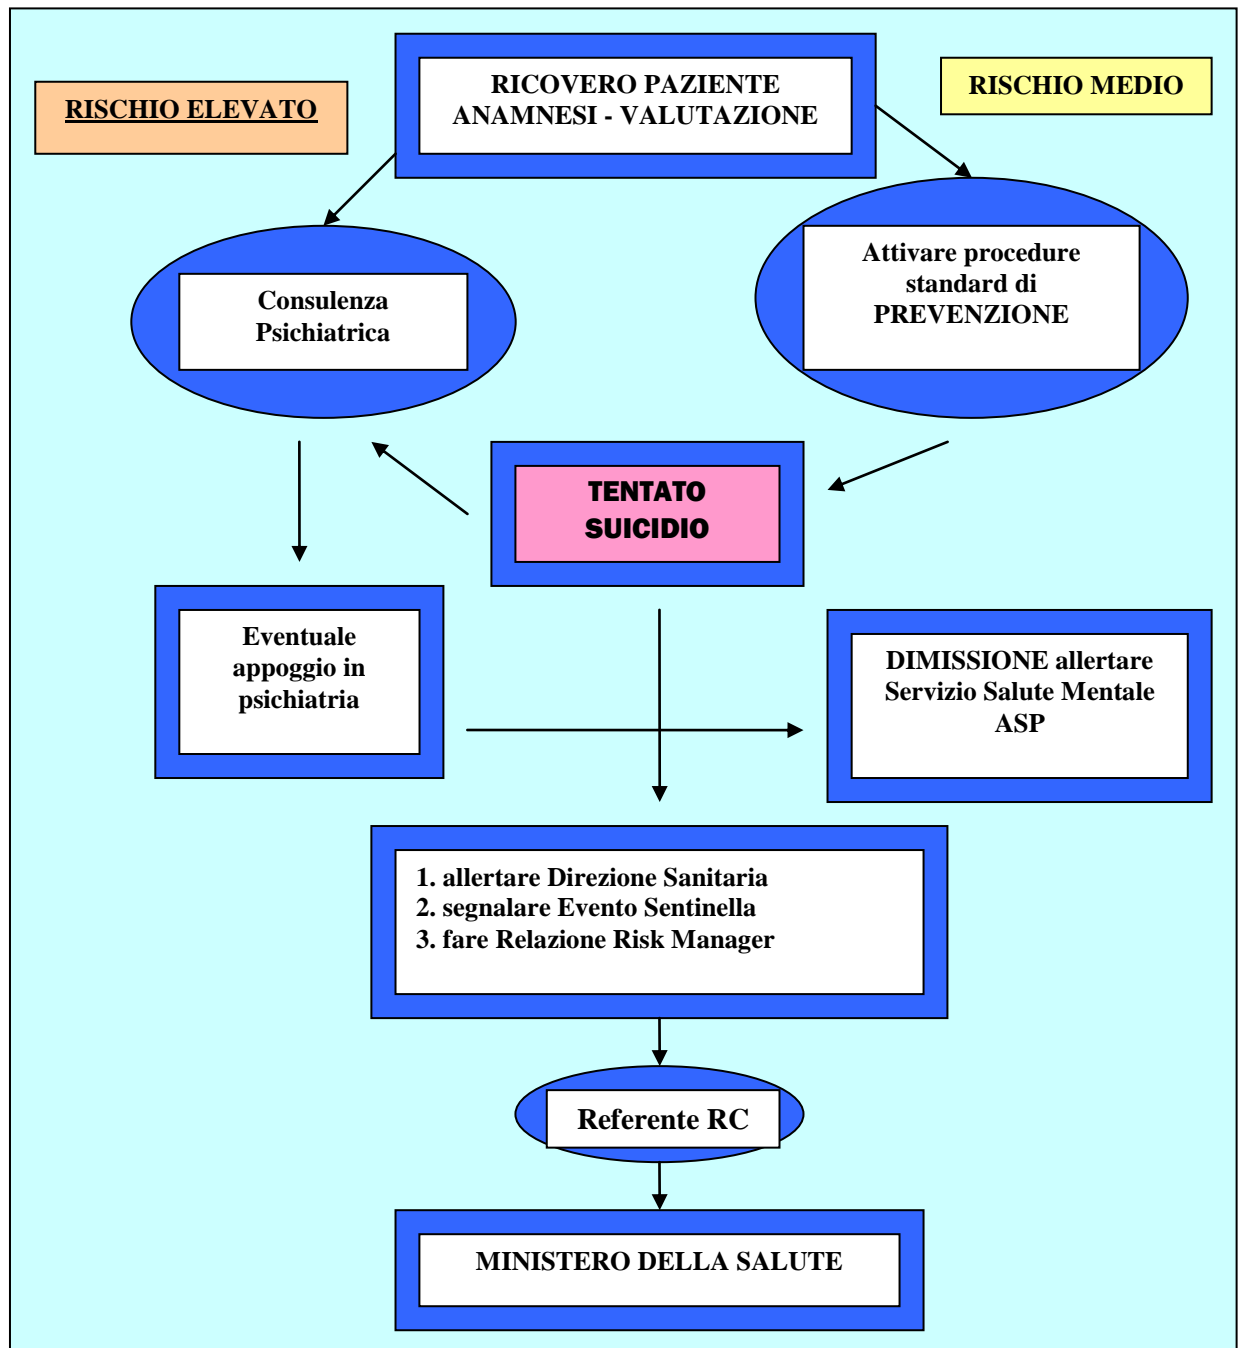 RISCHIO ELEVATO
RICOVERO PAZIENTE
ANAMNESI - VALUTAZIONE
RISCHIO MEDIO
Consulenza
Psichiatrica
Attivare procedure
standard di
PREVENZIONE
TENTATO
SUICIDIO
Eventuale
appoggio in
psichiatria
DIMISSIONE allertare
Servizio Salute Mentale
ASP
1. allertare Direzione Sanitaria
2. segnalare Evento Sentinella
3. fare Relazione Risk Manager
Referente RC
MINISTERO DELLA SALUTE